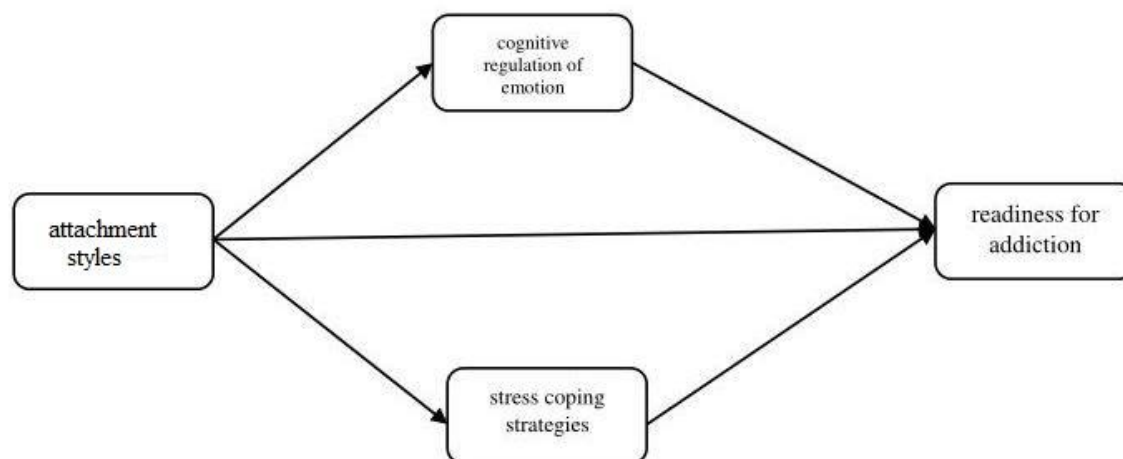 cognitive
regulation of
emotion
attachment
styles
readiness for
addiction
stress coping
strategies